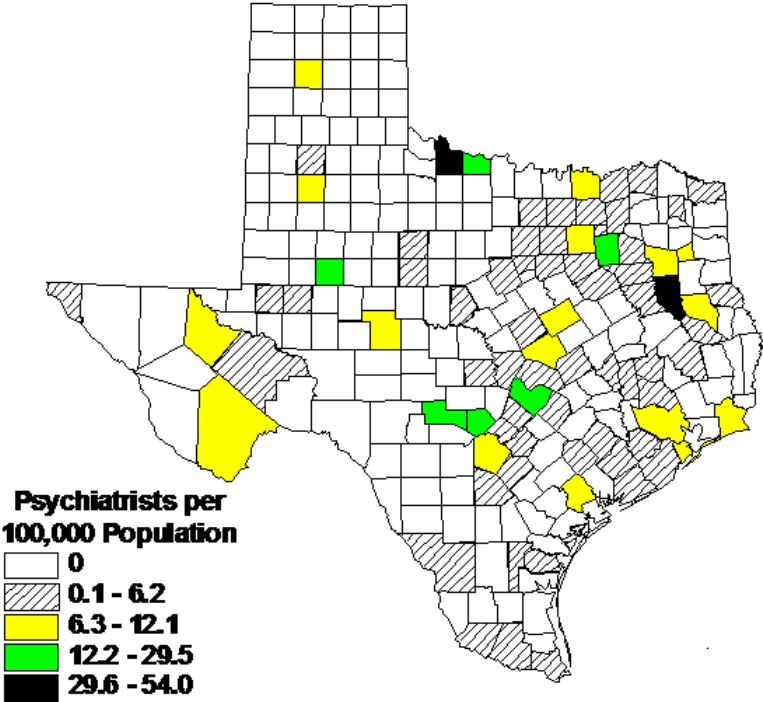 Psychiatrists per
100,000 Population
0
0.1 - 6.2
6.3 - 12.1
12.2 - 29.5
29.6 - 54.0